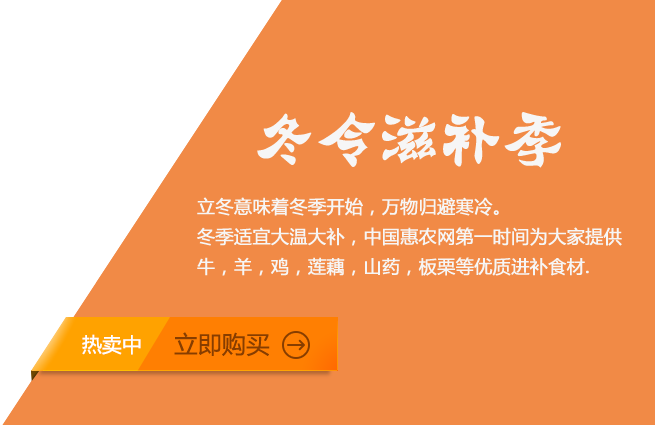 冬令滋补季
立冬意味着冬季开始，万物归避寒冷。
冬季适宜大温大补，中国惠农网第一时间为大家提供
牛，羊，鸡，莲藕，山药，板栗等优质进补食材.
热卖中 立即购买